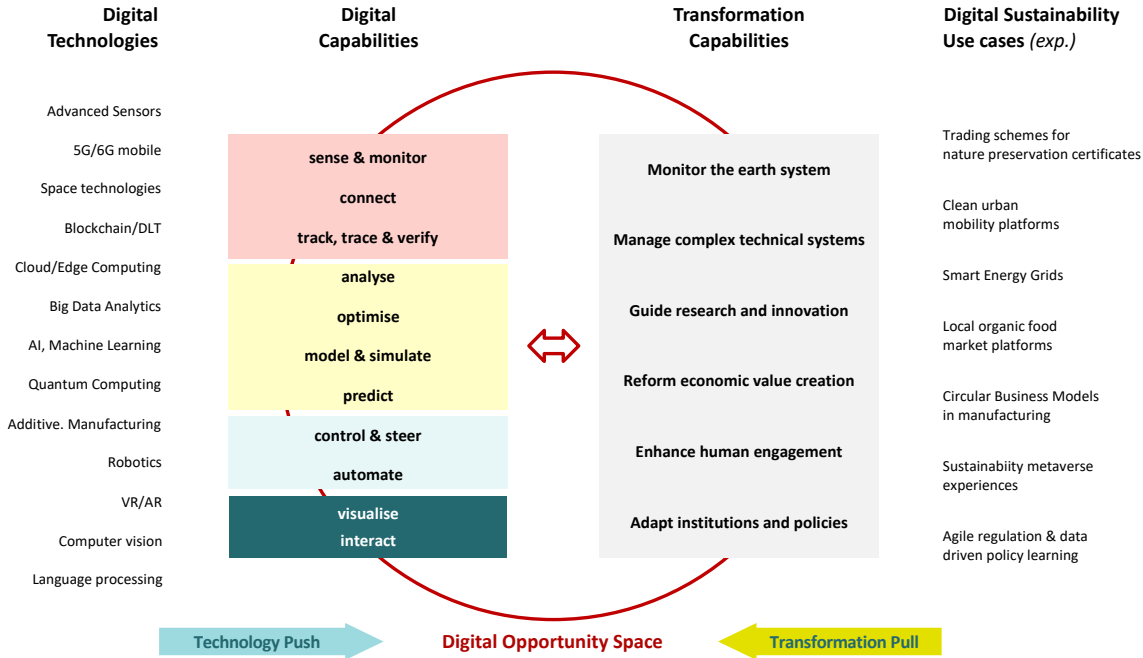 Digital
Technologies
Digital
Capabilities
Transformation
Capabilities
Digital Sustainability
Use cases (exp.)
Advanced Sensors
5G/6G mobile
Space technologies
Blockchain/DLT
Cloud/Edge Computing
Big Data Analytics
AI, Machine Learning
Quantum Computing
Additive. Manufacturing
Robotics
VR/AR
Computer vision
Language processing
sense & monitor
connect
track, trace & verify
analyse
optimise
model & simulate
predict
control & steer
automate
visualise
interact
Monitor the earth system
Manage complex technical systems
Guide research and innovation
Reform economic value creation
Enhance human engagement
Adapt institutions and policies
Trading schemes for
nature preservation certificates
Clean urban
mobility platforms
Smart Energy Grids
Local organic food
market platforms
Circular Business Models
in manufacturing
Sustainabiity metaverse
experiences
Agile regulation & data
driven policy learning
Technology Push
Digital Opportunity Space
Transformation Pull